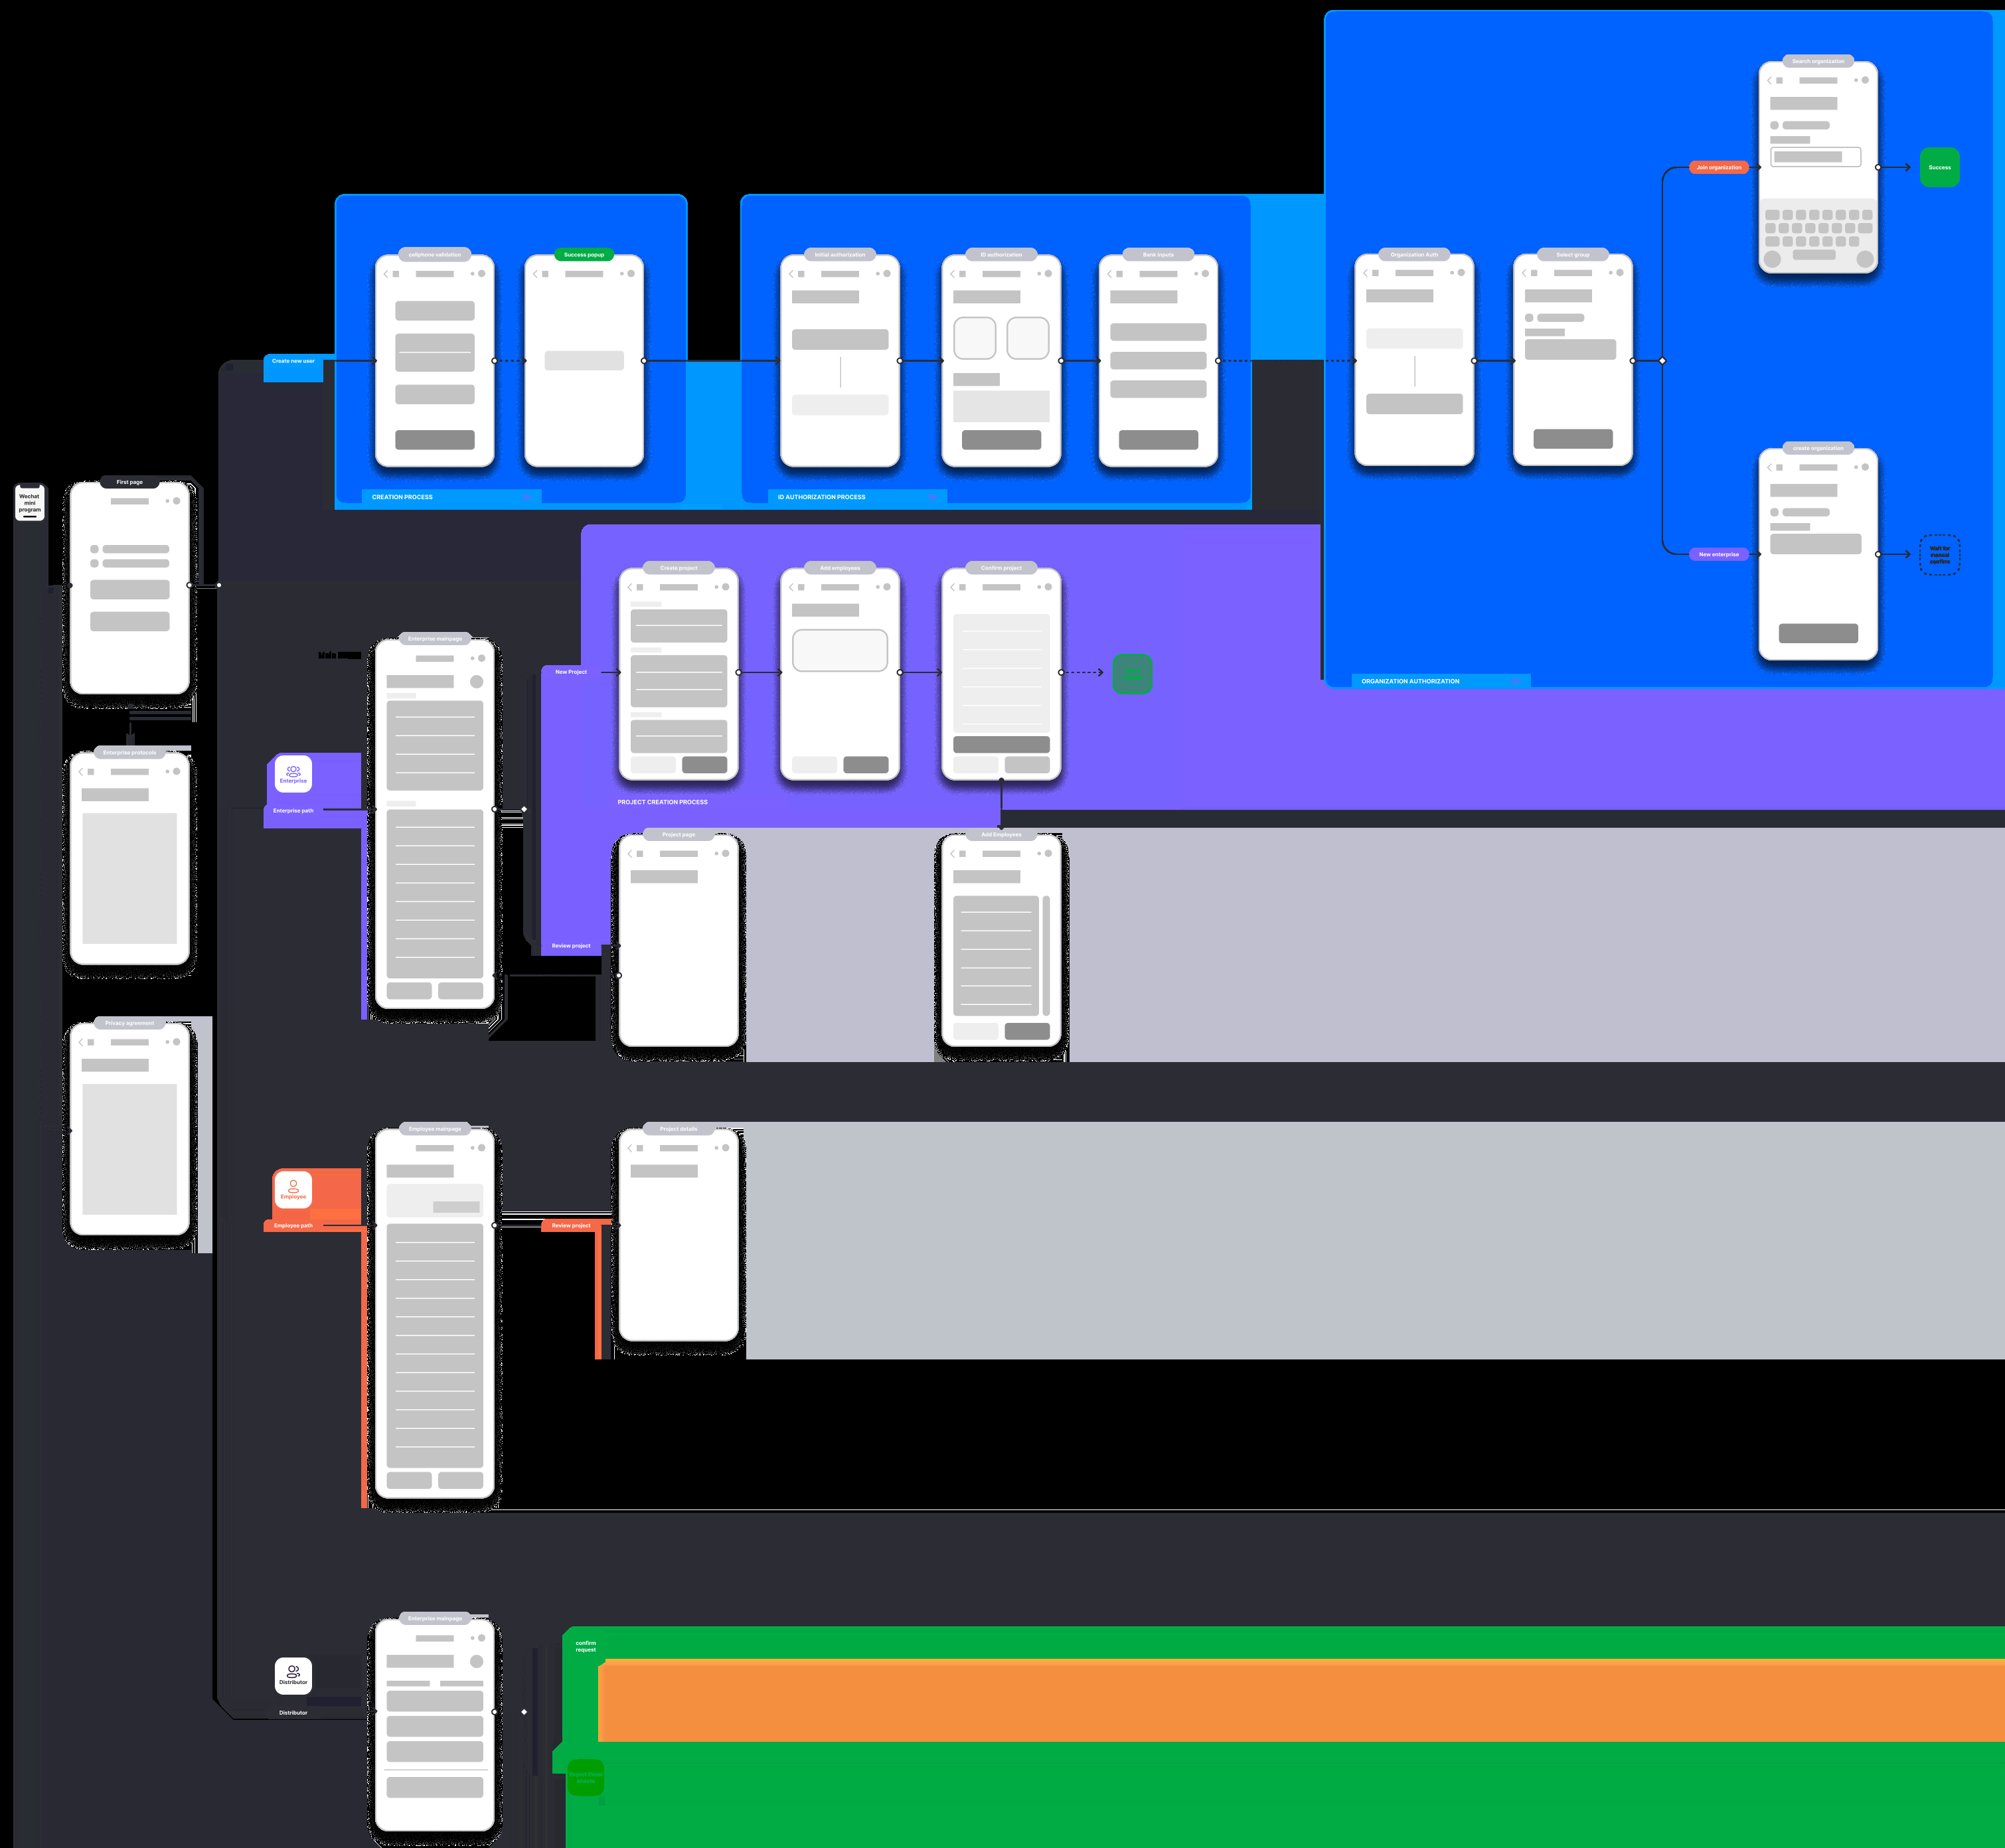 Search organization
Join organization
Success
cellphone validation
Success popup
Initial authorization
ID authorization
Bank inputs
Organization Auth
Select group
Create new user
create organization
CREATION PROCESS
ID AUTHORIZATION PROCESS
Wechat
mini
program
First page
New enterprise
Wait for
manual
confirm
Create project
Add employees
Confirm project
Enterprise mainpage
Main
New Project
ORGANIZATION AUTHORIZATION
Enterprise protocols
Enterprise
Enterprise path
PROJECT CREATION PROCESS
Project page
Add Employees
Review project
Privacy agreement
Employee mainpage
Project details
Employee
Employee path
Review project
Enterprise mainpage
confirm
request
Distributor
Distributor